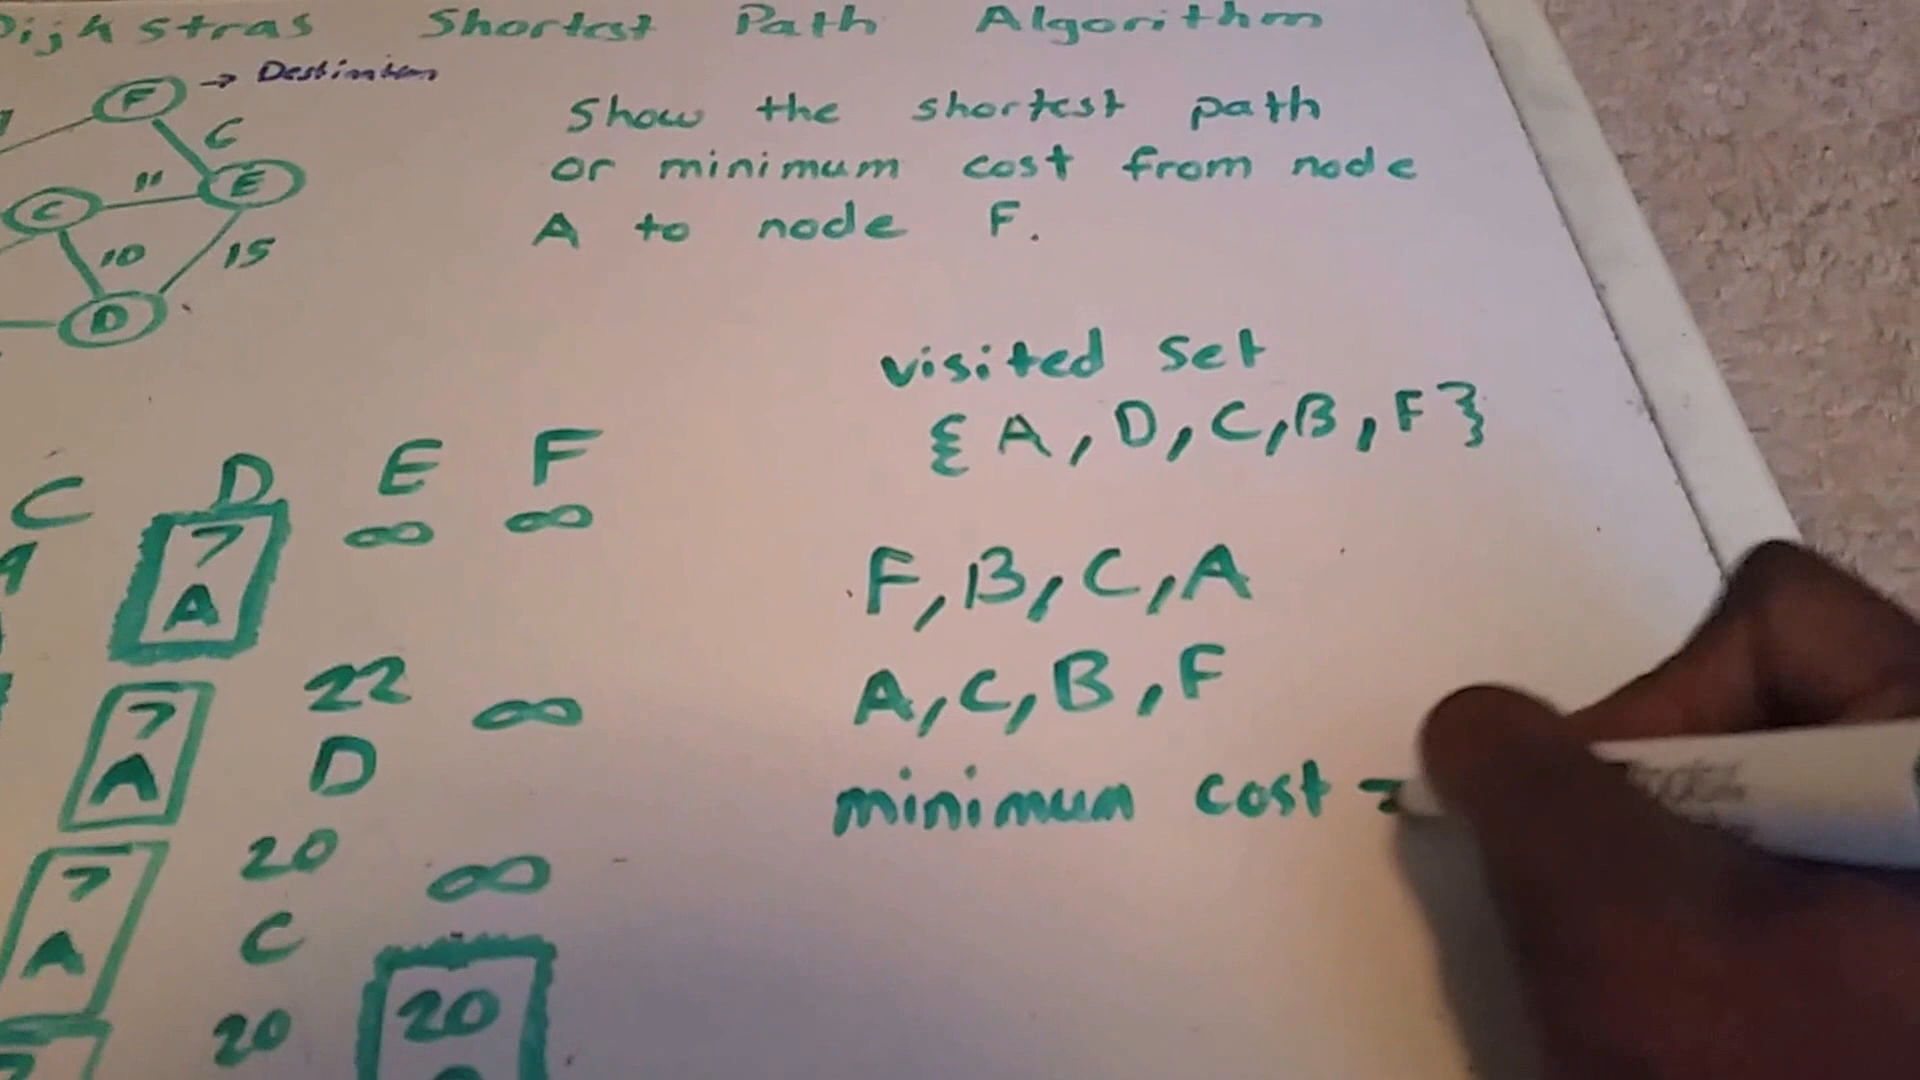 Dijkstras Shortest Path Algorithm
F → Destination
6
Show the shortest path
or minimum cost from node
A to node F.
11
E
C
10
15
D
visited set
{A, D, C, B, F}
C D E F
9 7 ∞ ∞
A
F, B, C, A
A, C, B, F
minimum cost =
7 22 ∞
A D
7 20 ∞
A C
20 20